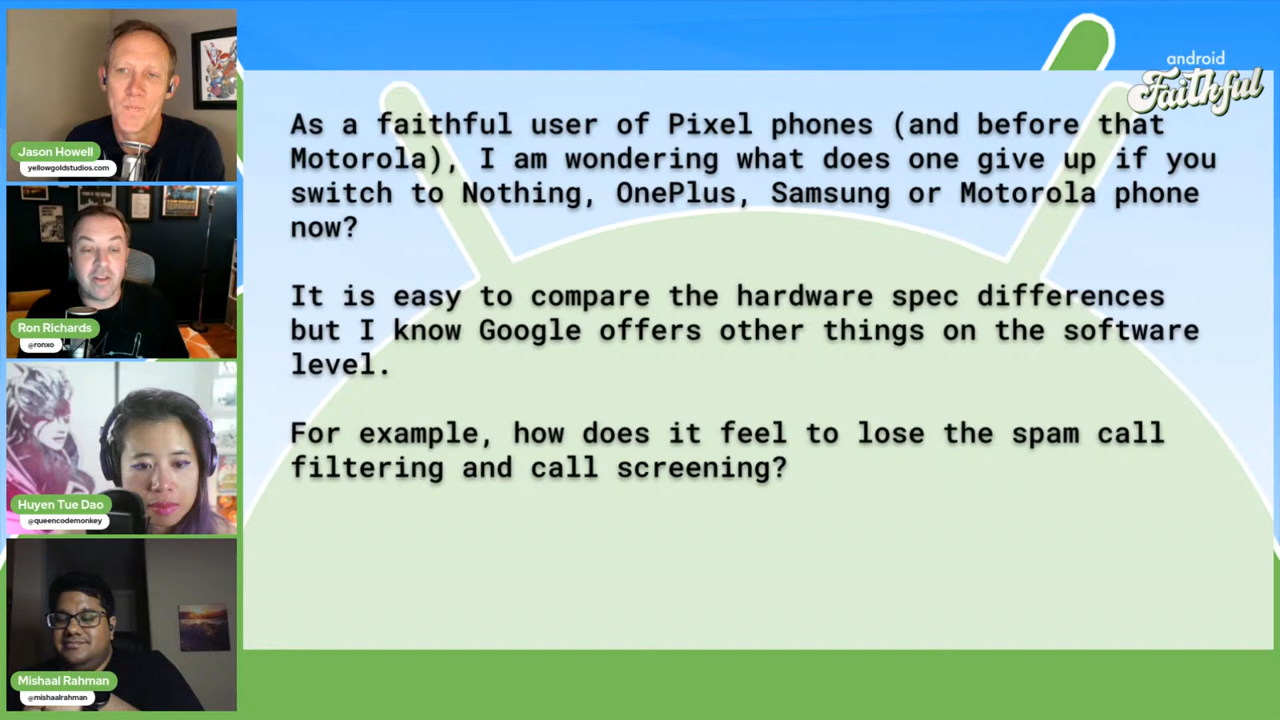 Jason Howell
yellowgoldstudios.com
Ron Richards
@ronxo
Huyen Tue Dao
@queencodemonkey
Mishaal Rahman
@mishaalrahman
android
Faithful
As a faithful user of Pixel phones (and before that
Motorola), I am wondering what does one give up if you
switch to Nothing, OnePlus, Samsung or Motorola phone
now?
It is easy to compare the hardware spec differences
but I know Google offers other things on the software
level.
For example, how does it feel to lose the spam call
filtering and call screening?